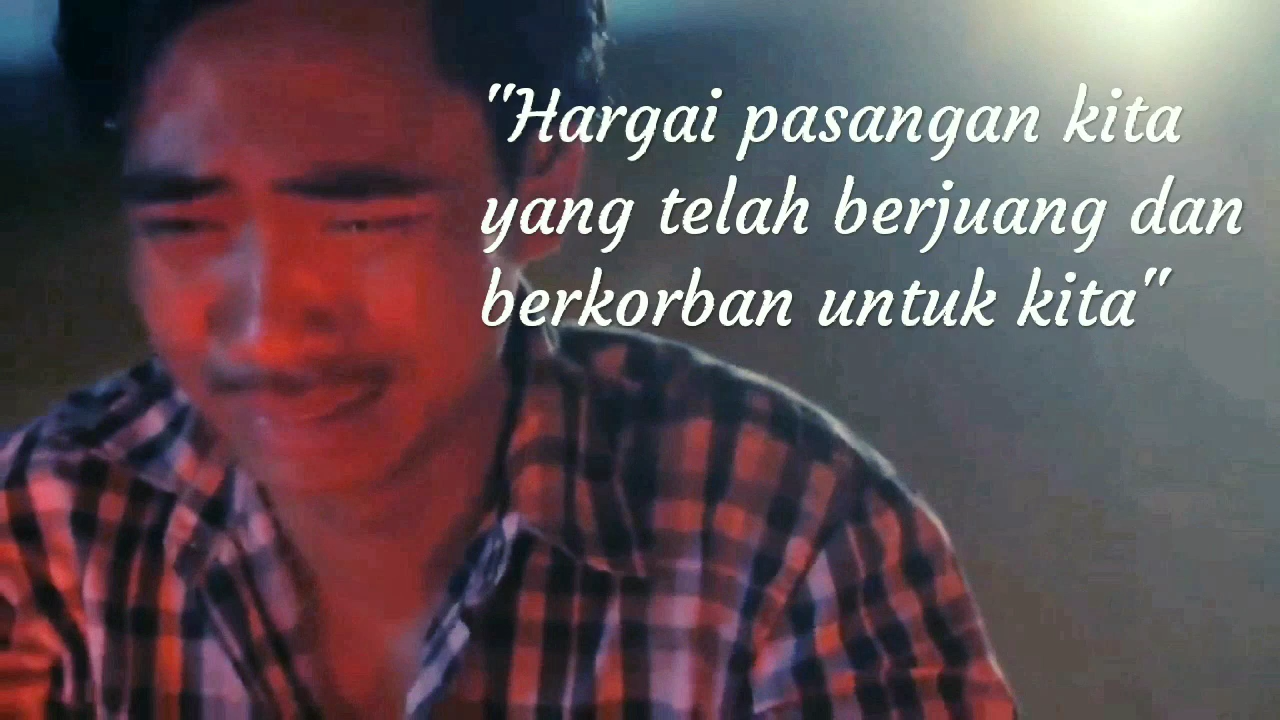 "Hargai pasangan kita
yang telah berjuang dan
berkorban untuk kita"